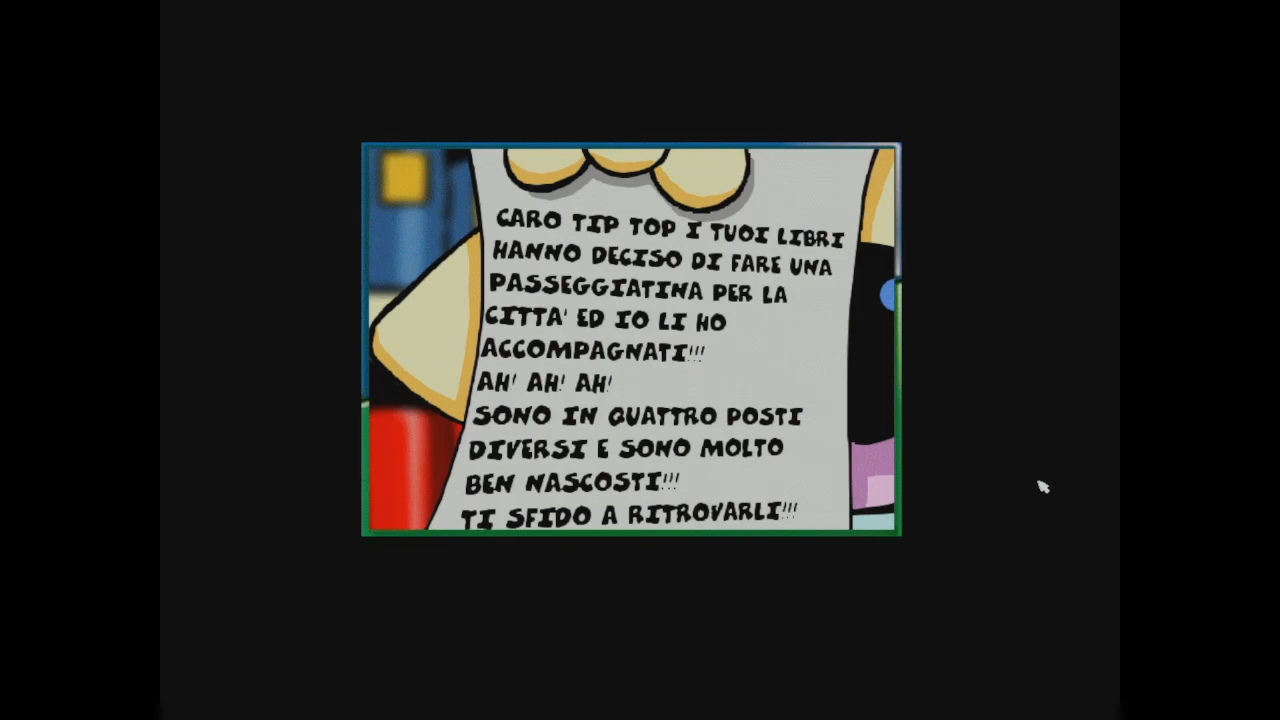 CARO TIP TOP I TUOI LIBRI
HANNO DECISO DI FARE UNA
PASSEGGIATINA PER LA
CITTA' ED IO LI HO
ACCOMPAGNATI!!!
AH! AH! AH!
SONO IN QUATTRO POSTI
DIVERSI E SONO MOLTO
BEN NASCOSTI!!!
TI SFIDO A RITROVARLI!!!